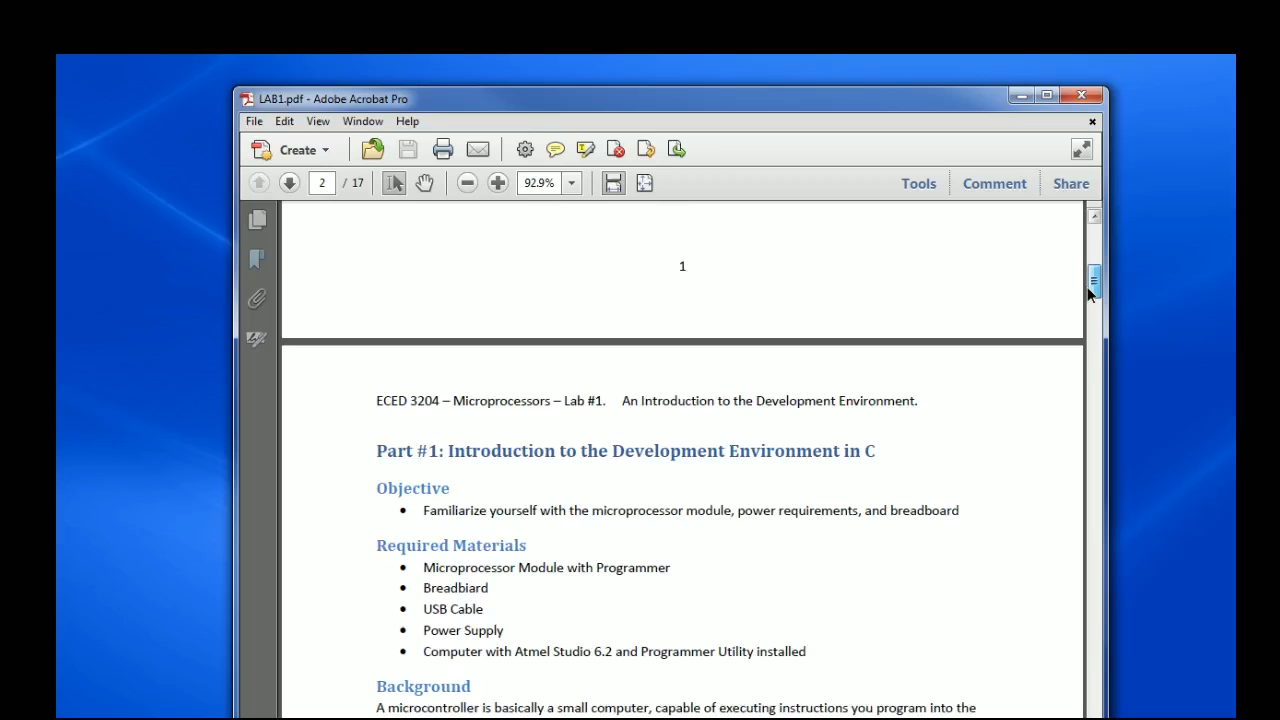 LAB1.pdf - Adobe Acrobat Pro
File Edit View Window Help
Create
2 / 17 92.9% Tools Comment Share
1
ECED 3204 – Microprocessors – Lab #1. An Introduction to the Development Environment.
Part #1: Introduction to the Development Environment in C
Objective
• Familiarize yourself with the microprocessor module, power requirements, and breadboard
Required Materials
• Microprocessor Module with Programmer
• Breadbiard
• USB Cable
• Power Supply
• Computer with Atmel Studio 6.2 and Programmer Utility installed
Background
A microcontroller is basically a small computer, capable of executing instructions you program into the